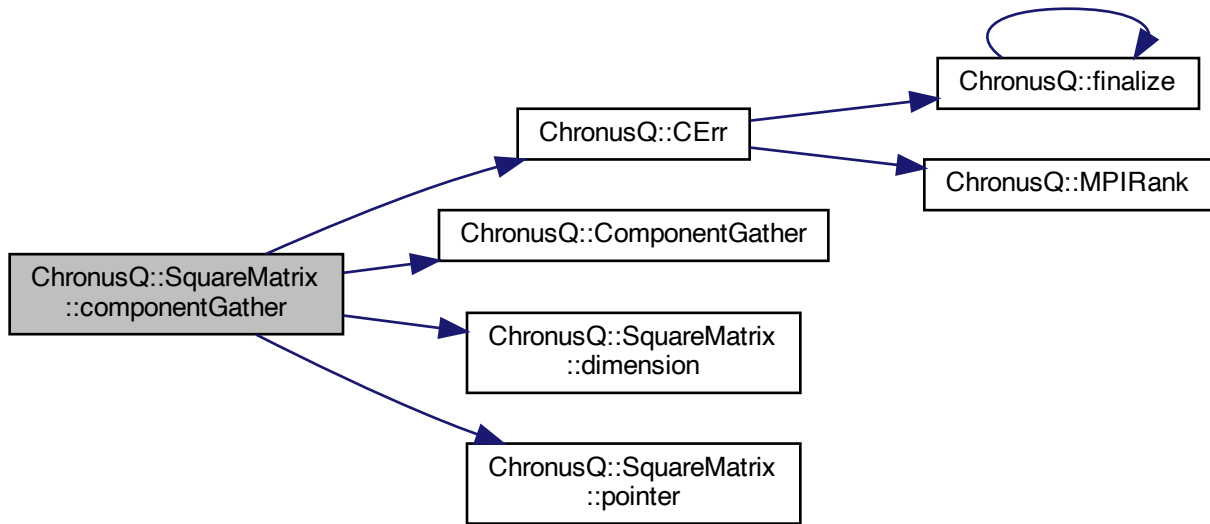 ChronusQ::finalize
ChronusQ::CErr
ChronusQ::MPIRank
ChronusQ::ComponentGather
ChronusQ::SquareMatrix
::componentGather
ChronusQ::SquareMatrix
::dimension
ChronusQ::SquareMatrix
::pointer